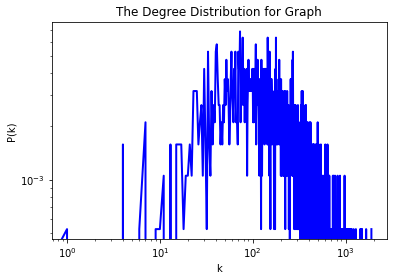 The Degree Distribution for Graph
P(k)
10⁻³
10⁰
10¹
10²
10³
k